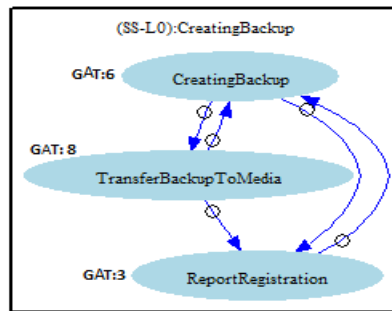 (SS-L0):CreatingBackup
GAT:6
CreatingBackup
GAT: 8
TransferBackupToMedia
GAT:3
ReportRegistration